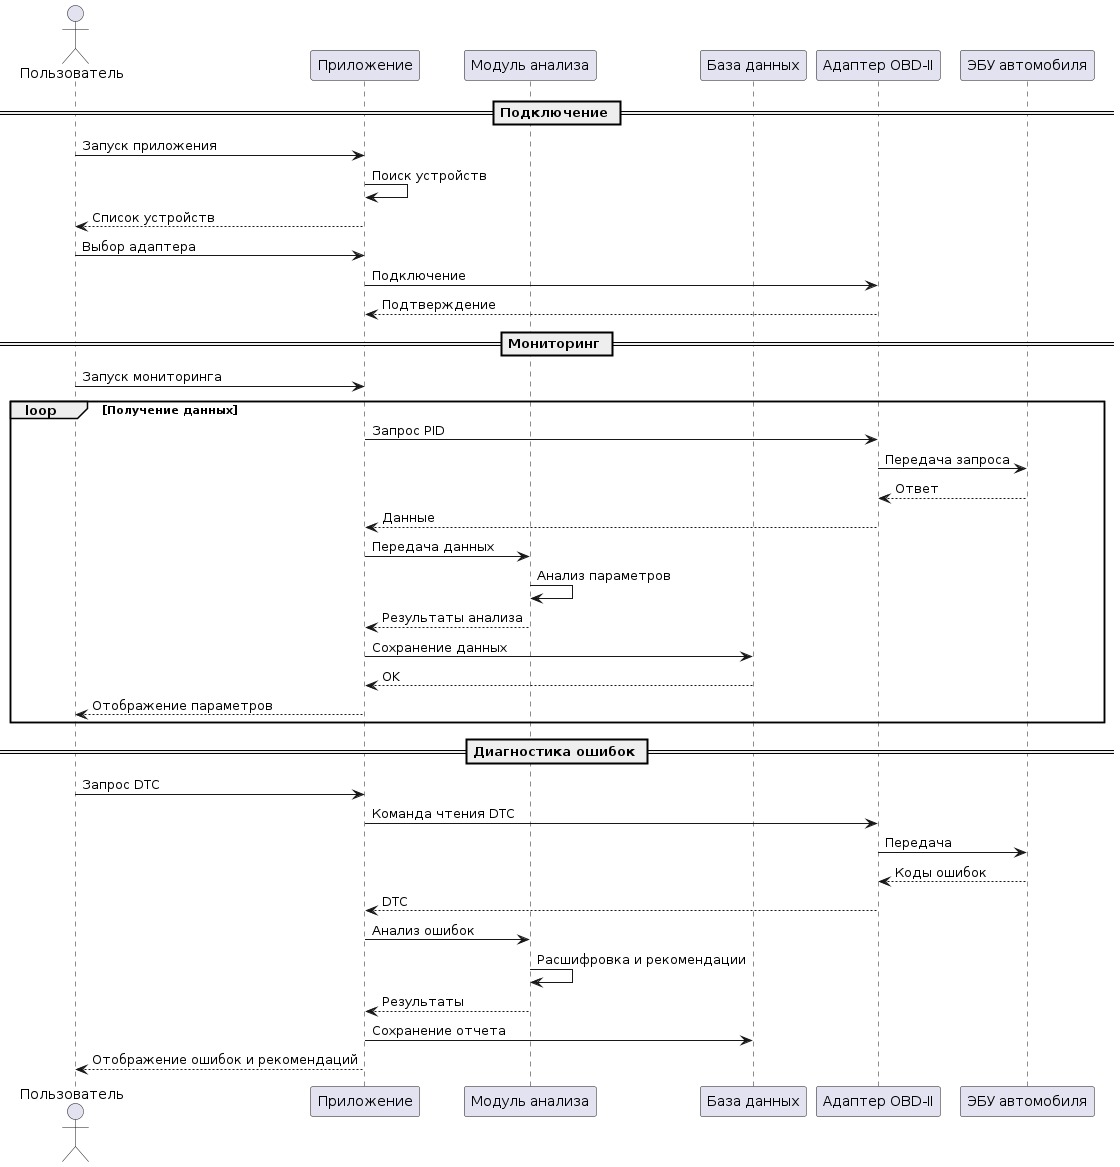 Пользователь
Приложение
Модуль анализа
База данных
Адаптер OBD-II
ЭБУ автомобиля
Подключение
Запуск приложения
Поиск устройств
Список устройств
Выбор адаптера
Подключение
Подтверждение
Мониторинг
Запуск мониторинга
loop
[Получение данных]
Запрос PID
Передача запроса
Ответ
Данные
Передача данных
Анализ параметров
Результаты анализа
Сохранение данных
OK
Отображение параметров
Диагностика ошибок
Запрос DTC
Команда чтения DTC
Передача
Коды ошибок
DTC
Анализ ошибок
Расшифровка и рекомендации
Результаты
Сохранение отчета
Отображение ошибок и рекомендаций
Пользователь
Приложение
Модуль анализа
База данных
Адаптер OBD-II
ЭБУ автомобиля